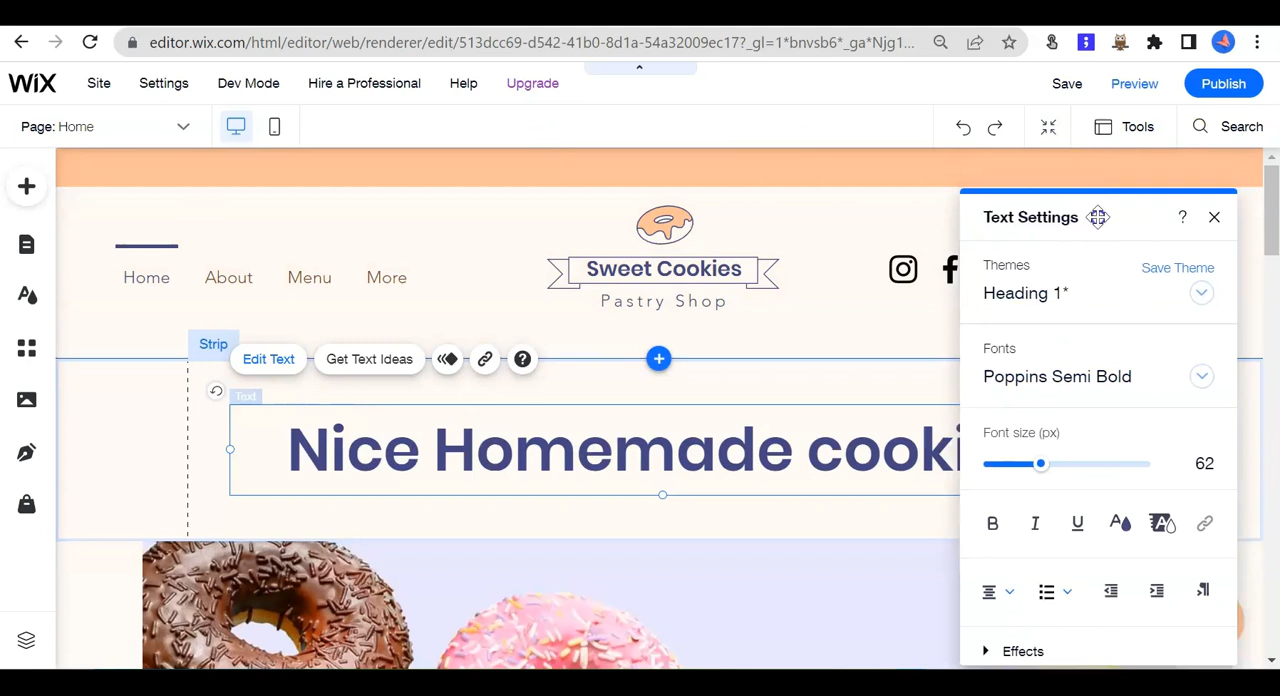 editor.wix.com/html/editor/web/renderer/edit/513dcc69-d542-41b0-8d1a-54a32009ec17?_gl=1*bnvsb6*_ga*Njg1...
WiX Site Settings Dev Mode Hire a Professional Help Upgrade Save Preview Publish
Page: Home Tools Search
Sweet Cookies
Pastry Shop
Home About Menu More
Text Settings ?
Themes Save Theme
Heading 1*
Strip Edit Text Get Text Ideas ?
Fonts
Poppins Semi Bold
Text
Nice Homemade cooki
Font size (px)
62
B I U A A
Effects